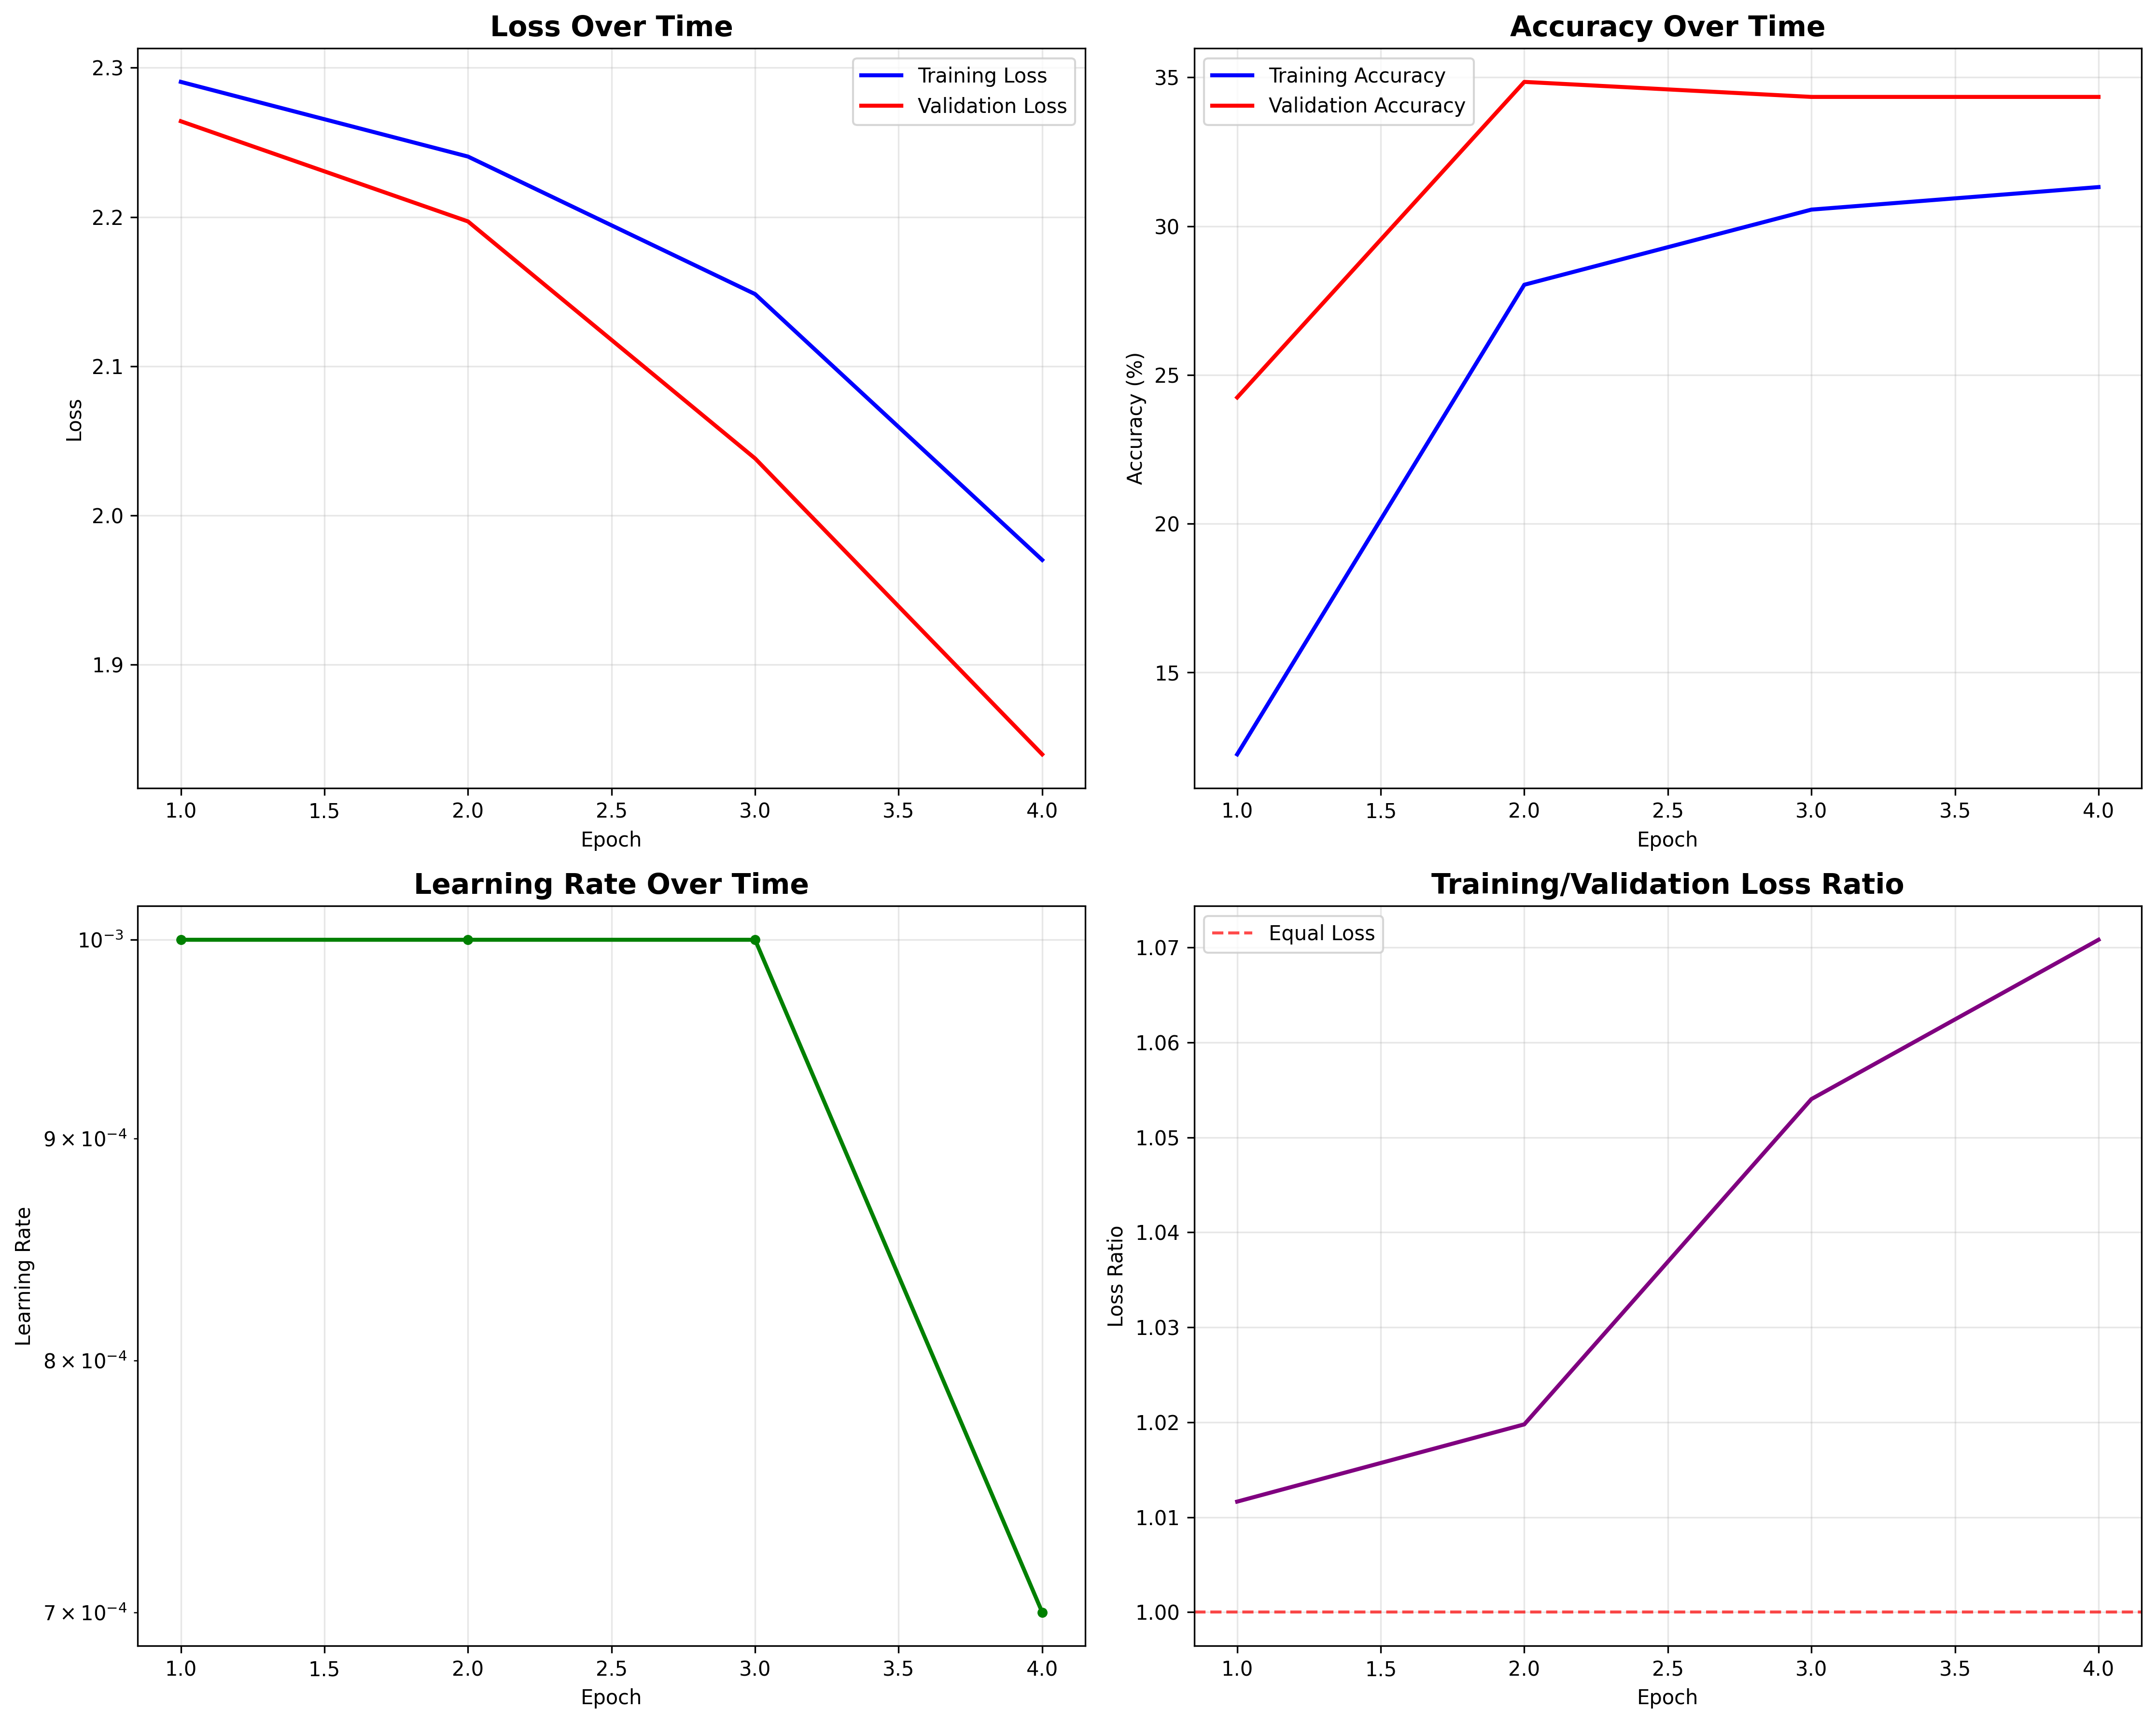 Loss Over Time
Training Loss
Validation Loss
2.3
2.2
2.1
2.0
1.9
Loss
1.0 1.5 2.0 2.5 3.0 3.5 4.0
Epoch
Accuracy Over Time
Training Accuracy
Validation Accuracy
35
30
25
20
15
Accuracy (%)
1.0 1.5 2.0 2.5 3.0 3.5 4.0
Epoch
Learning Rate Over Time
10⁻³
9 × 10⁻⁴
8 × 10⁻⁴
7 × 10⁻⁴
Learning Rate
1.0 1.5 2.0 2.5 3.0 3.5 4.0
Epoch
Training/Validation Loss Ratio
Equal Loss
1.07
1.06
1.05
1.04
1.03
1.02
1.01
1.00
Loss Ratio
1.0 1.5 2.0 2.5 3.0 3.5 4.0
Epoch